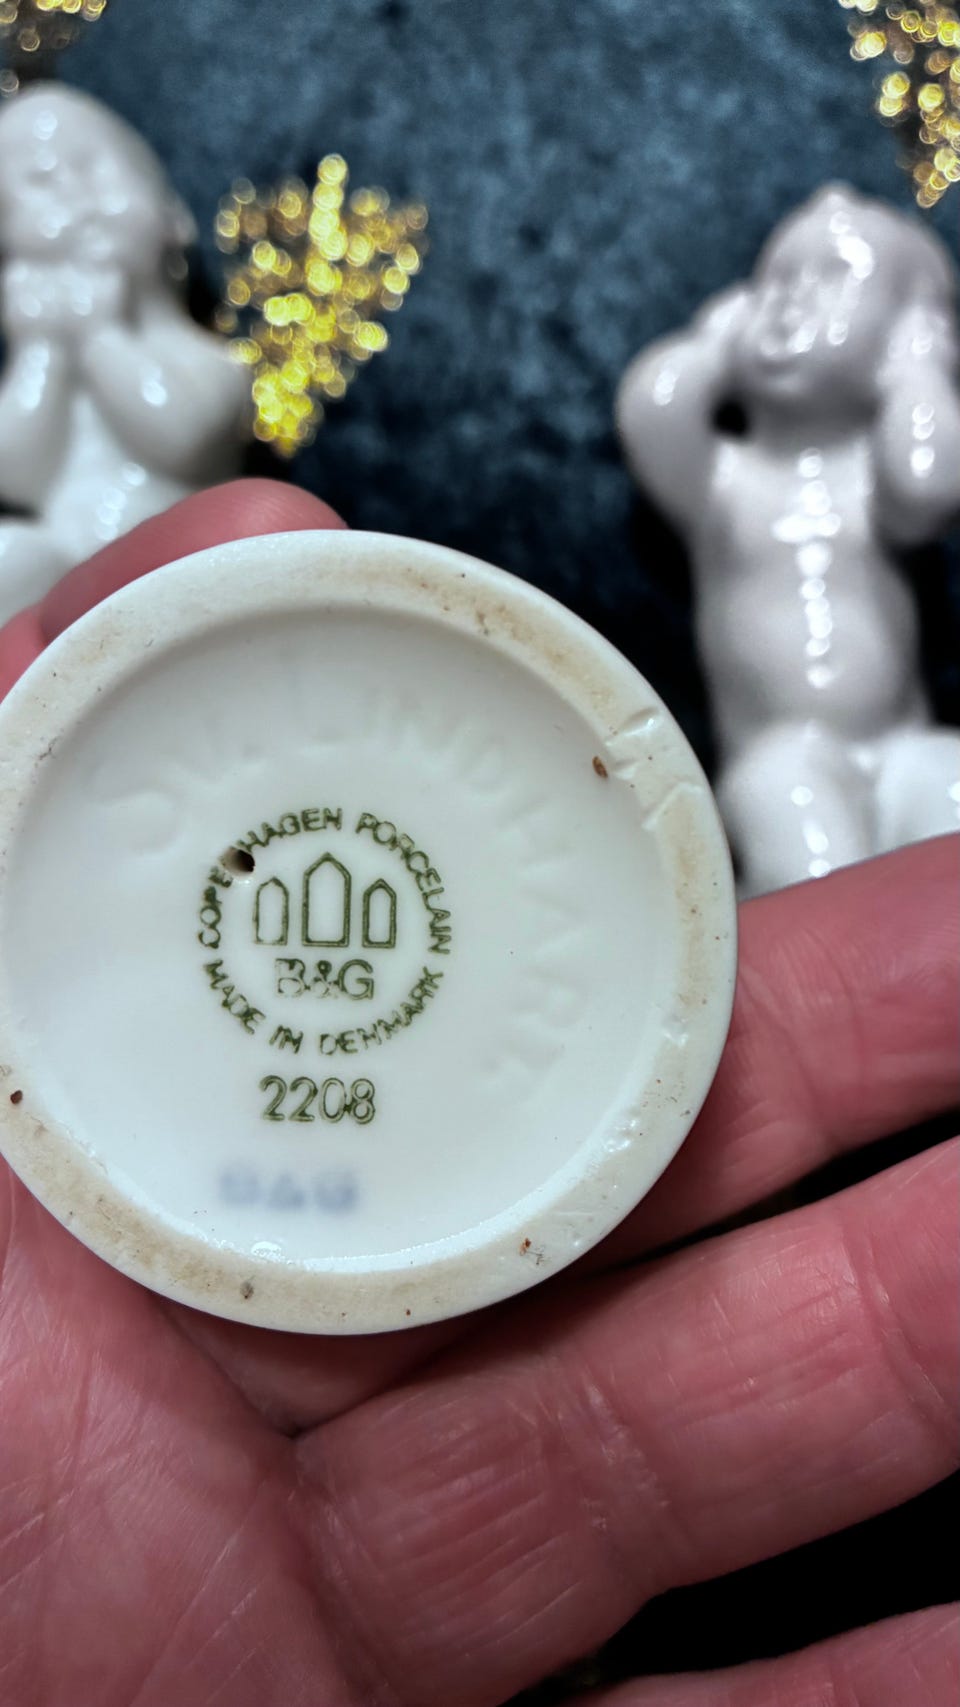 COPENHAGEN PORCELAIN
B&G
MADE IN DENMARK
2208
B&G